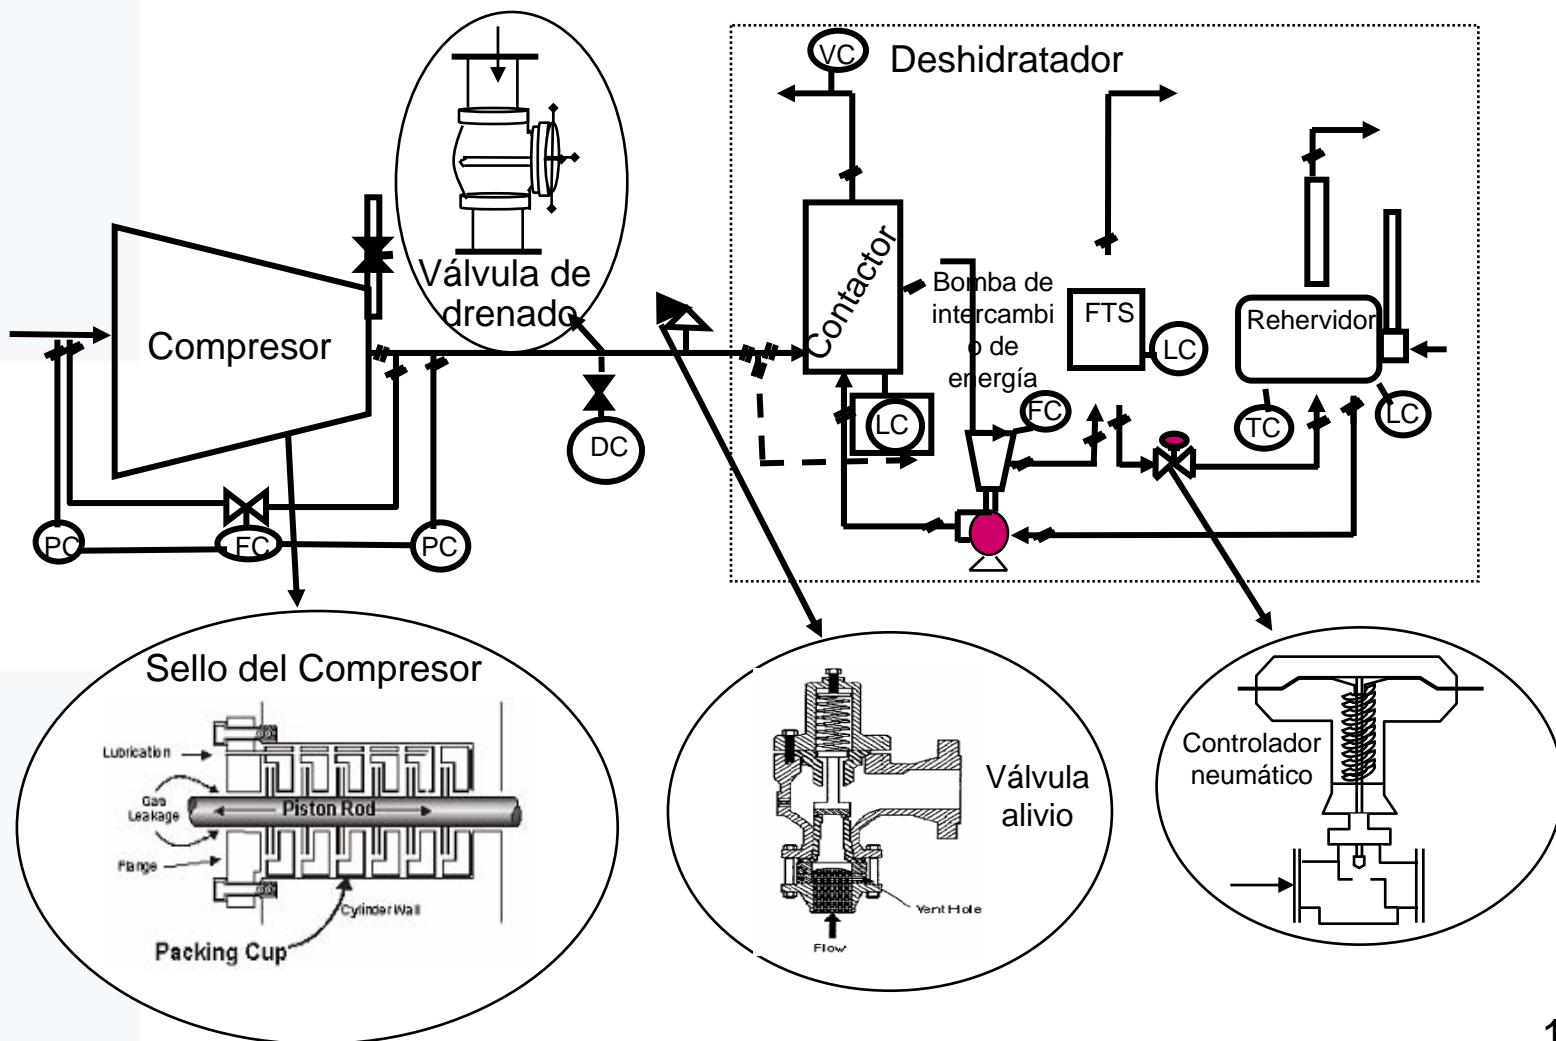 Deshidratador
VC
Válvula de
drenado
Compresor
Contactor
Bomba de
intercambi
o de
energía
FTS
LC
Rehervidor
LC
FC
TC
LC
DC
PC
FC
PC
Sello del Compresor
Lubrication
Gas
Leakage
Piston Rod
Flange
Cylinder Wall
Packing Cup
Válvula
alivio
Vent Hole
Flow
Controlador
neumático
1